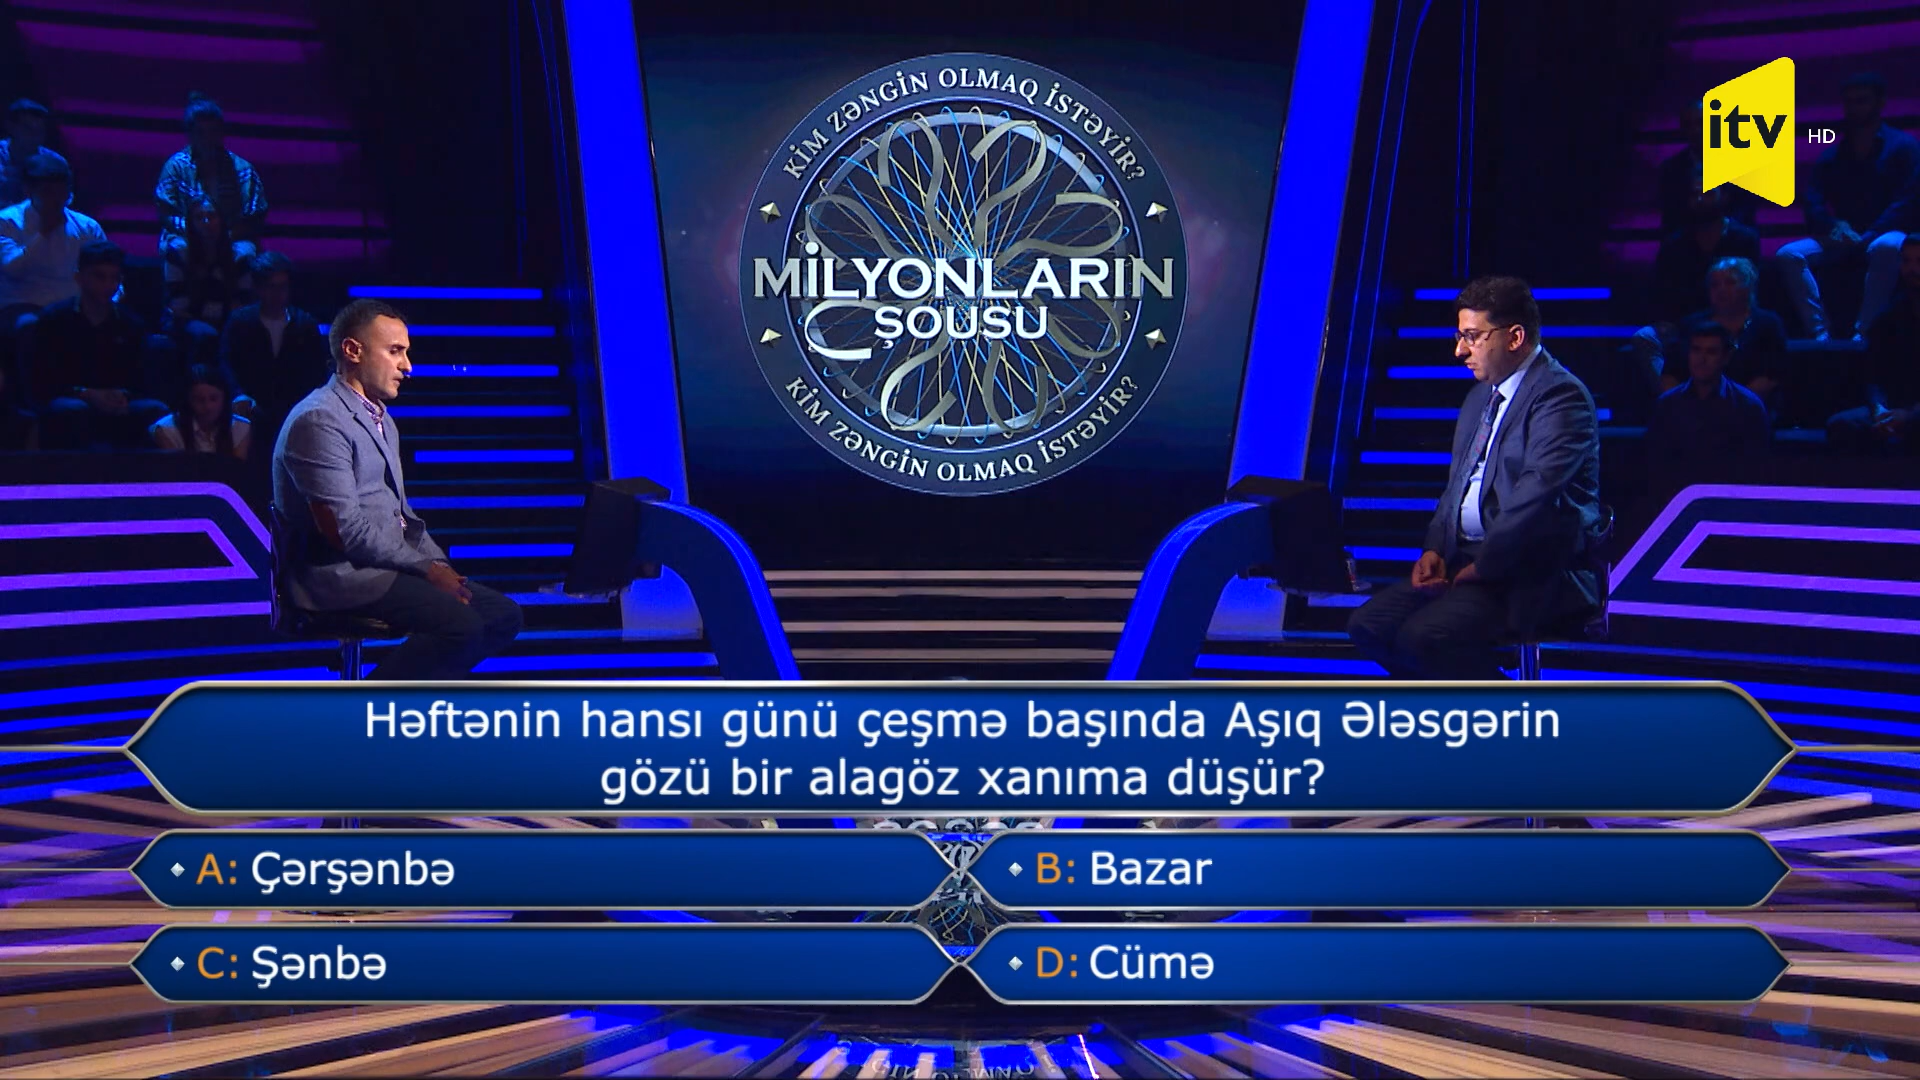 KİM ZƏNGİN OLMAQ İSTƏYİR?
MİLYONLARIN
ŞOUSU
KİM ZƏNGİN OLMAQ İSTƏYİR?
itv HD
Həftənin hansı günü çeşmə başında Aşıq Ələsgərin
gözü bir alagöz xanıma düşür?
A: Çərşənbə
B: Bazar
C: Şənbə
D: Cümə